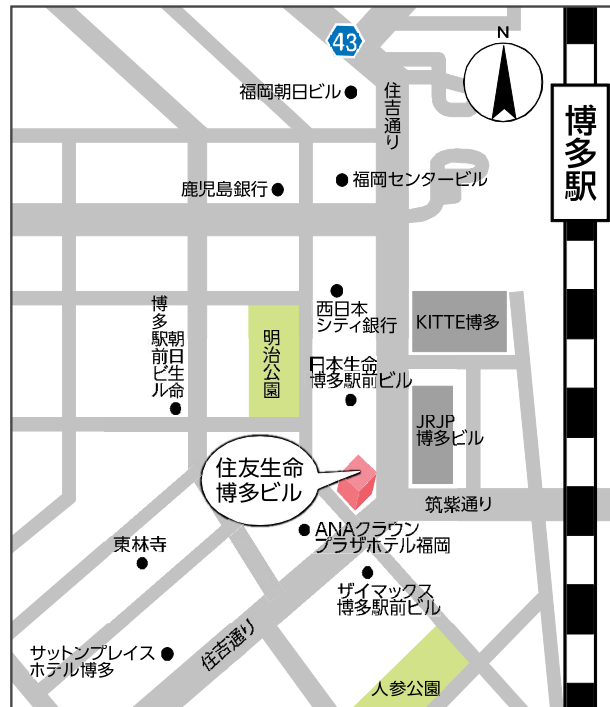 43
N
福岡朝日ビル
住吉通り
博多駅
鹿児島銀行
福岡センタービル
西日本
シティ銀行
KITTE博多
朝日生命
博多駅前ビル
明治公園
日本生命
博多駅前ビル
JRJP
博多ビル
住友生命
博多ビル
筑紫通り
ANAクラウン
プラザホテル福岡
東林寺
ザイマックス
博多駅前ビル
住吉通り
サットンプレイス
ホテル博多
人参公園